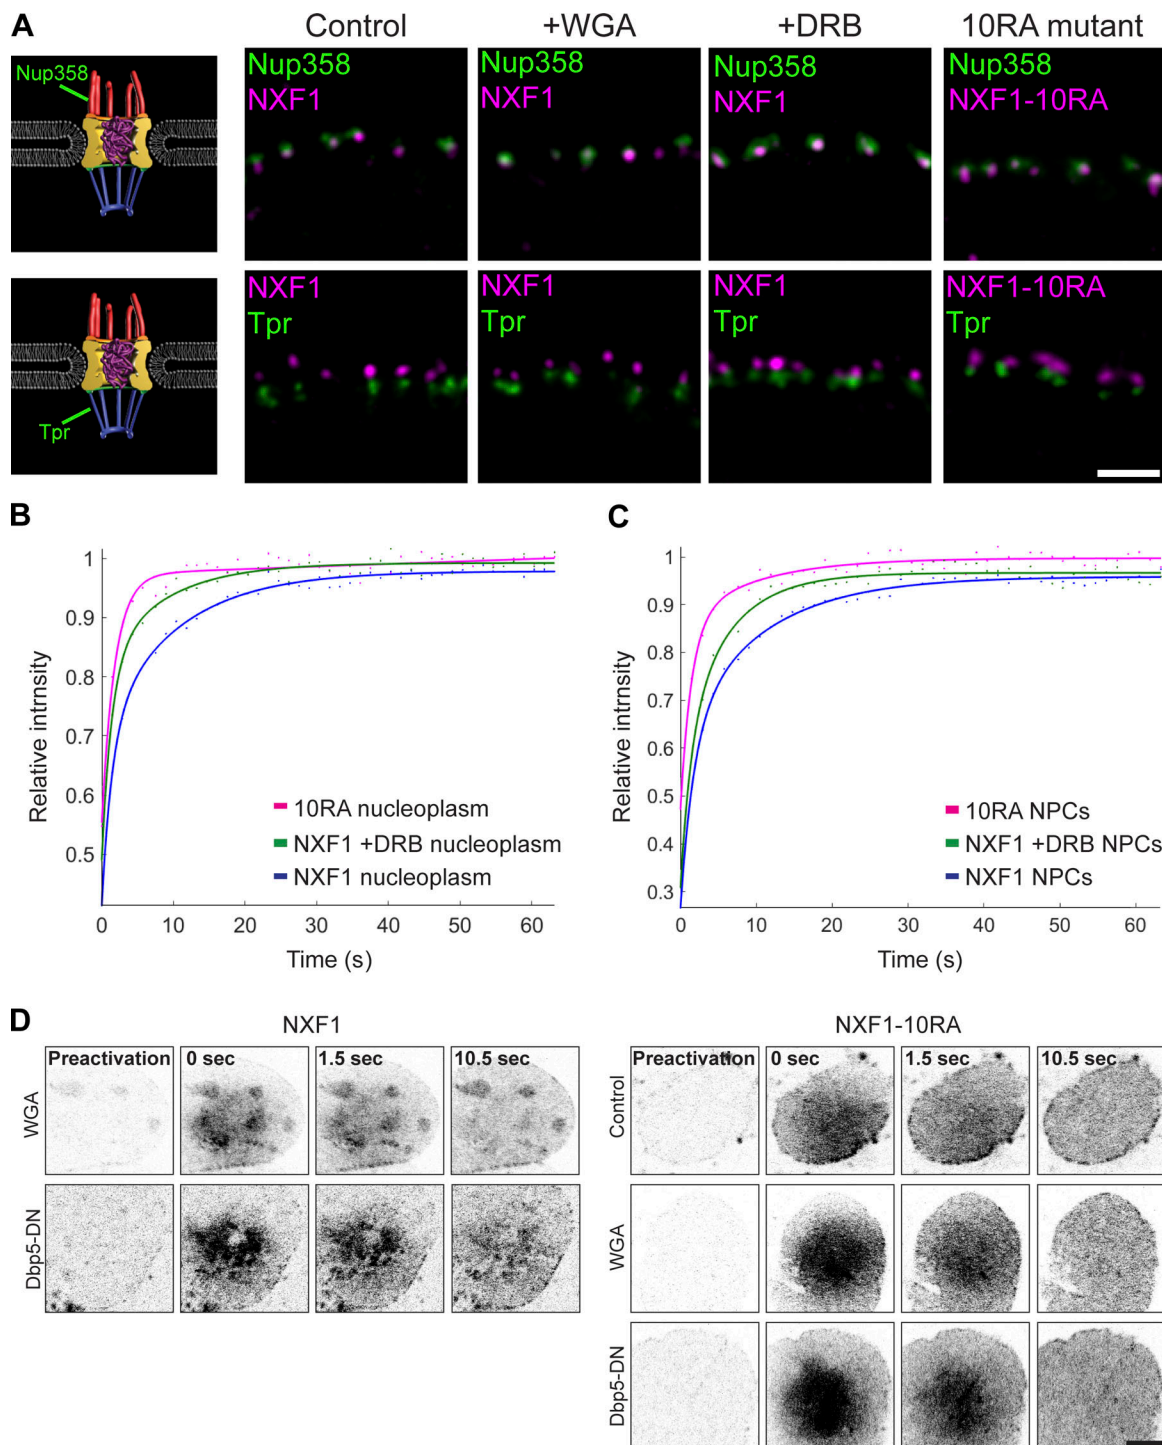 A
Control
+WGA
+DRB
10RA mutant
Nup358
Nup358
NXF1
Nup358
NXF1
Nup358
NXF1
Nup358
NXF1-10RA
Tpr
NXF1
Tpr
NXF1
Tpr
NXF1
Tpr
NXF1-10RA
Tpr
B
Relative intrnsity
1
0.9
0.8
0.7
0.6
0.5
0
10
20
30
40
50
60
Time (s)
10RA nucleoplasm
NXF1 +DRB nucleoplasm
NXF1 nucleoplasm
C
Relative intrnsity
1
0.9
0.8
0.7
0.6
0.5
0.4
0.3
0
10
20
30
40
50
60
Time (s)
10RA NPCs
NXF1 +DRB NPCs
NXF1 NPCs
D
NXF1
Preactivation
0 sec
1.5 sec
10.5 sec
WGA
Dbp5-DN
NXF1-10RA
Preactivation
0 sec
1.5 sec
10.5 sec
Control
WGA
Dbp5-DN